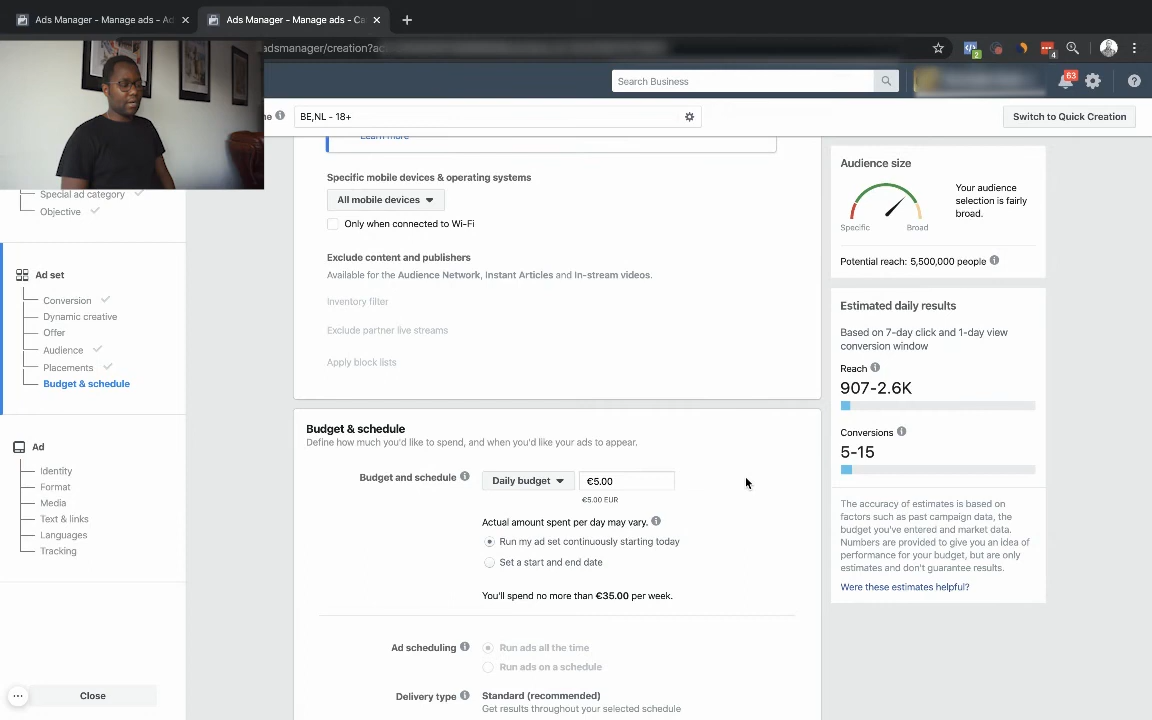 Ads Manager - Manage ads - Ad
Ads Manager - Manage ads - Ca
adsmanager/creation?ac
2
4
Search Business
63
BE,NL - 18+
Switch to Quick Creation
Learn more
Special ad category
Objective
Ad set
Conversion
Dynamic creative
Offer
Audience
Placements
Budget & schedule
Ad
Identity
Format
Media
Text & links
Languages
Tracking
Close
Specific mobile devices & operating systems
All mobile devices
Only when connected to Wi-Fi
Exclude content and publishers
Available for the Audience Network, Instant Articles and In-stream videos.
Inventory filter
Exclude partner live streams
Apply block lists
Budget & schedule
Define how much you'd like to spend, and when you'd like your ads to appear.
Budget and schedule
Daily budget
€5.00
€5.00 EUR
Actual amount spent per day may vary.
Run my ad set continuously starting today
Set a start and end date
You'll spend no more than €35.00 per week.
Ad scheduling
Run ads all the time
Run ads on a schedule
Delivery type
Standard (recommended)
Get results throughout your selected schedule
Audience size
Specific
Broad
Your audience
selection is fairly
broad.
Potential reach: 5,500,000 people
Estimated daily results
Based on 7-day click and 1-day view
conversion window
Reach
907-2.6K
Conversions
5-15
The accuracy of estimates is based on
factors such as past campaign data, the
budget you've entered and market data.
Numbers are provided to give you an idea of
performance for your budget, but are only
estimates and don't guarantee results.
Were these estimates helpful?